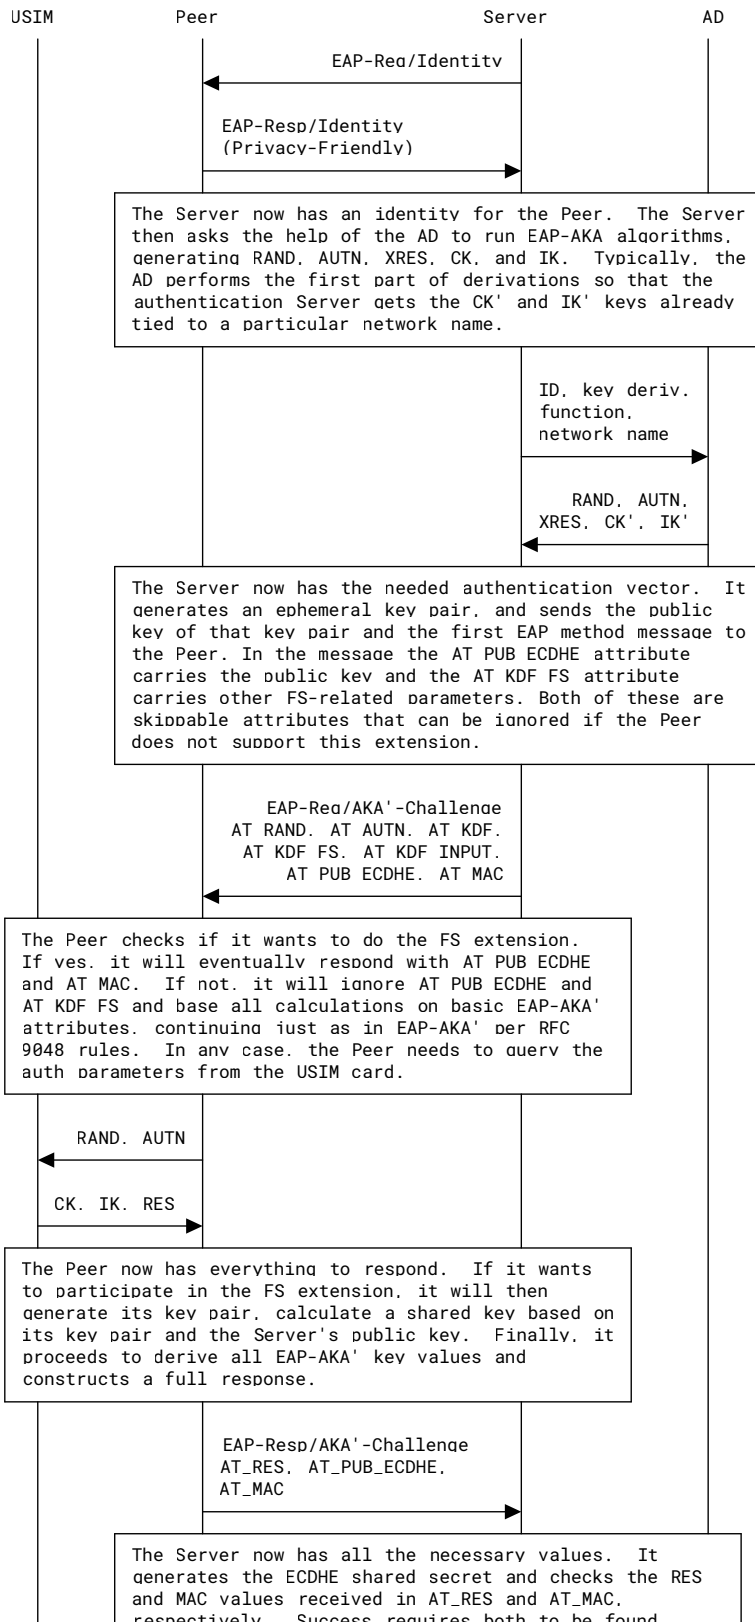 USIM Peer Server AD
EAP-Req/Identity
EAP-Resp/Identity
(Privacy-Friendly)
The Server now has an identity for the Peer. The Server
then asks the help of the AD to run EAP-AKA algorithms,
generating RAND, AUTN, XRES, CK, and IK. Typically, the
AD performs the first part of derivations so that the
authentication Server gets the CK' and IK' keys already
tied to a particular network name.
ID, key deriv.
function,
network name
RAND, AUTN,
XRES, CK', IK'
The Server now has the needed authentication vector. It
generates an ephemeral key pair, and sends the public
key of that key pair and the first EAP method message to
the Peer. In the message the AT_PUB_ECDHE attribute
carries the public key and the AT_KDF_FS attribute
carries other FS-related parameters. Both of these are
skippable attributes that can be ignored if the Peer
does not support this extension.
EAP-Req/AKA'-Challenge
AT_RAND, AT_AUTN, AT_KDF,
AT_KDF_FS, AT_KDF_INPUT,
AT_PUB_ECDHE, AT_MAC
The Peer checks if it wants to do the FS extension.
If yes, it will eventually respond with AT_PUB_ECDHE
and AT_MAC. If not, it will ignore AT_PUB_ECDHE and
AT_KDF_FS and base all calculations on basic EAP-AKA'
attributes, continuing just as in EAP-AKA' per RFC
9048 rules. In any case, the Peer needs to query the
auth parameters from the USIM card.
RAND, AUTN
CK, IK, RES
The Peer now has everything to respond. If it wants
to participate in the FS extension, it will then
generate its key pair, calculate a shared key based on
its key pair and the Server's public key. Finally, it
proceeds to derive all EAP-AKA' key values and
constructs a full response.
EAP-Resp/AKA'-Challenge
AT_RES, AT_PUB_ECDHE,
AT_MAC
The Server now has all the necessary values. It
generates the ECDHE shared secret and checks the RES
and MAC values received in AT_RES and AT_MAC,
respectively. Success requires both to be found